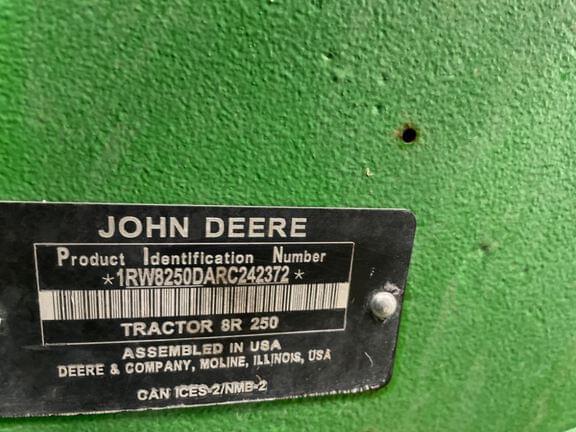 JOHN DEERE
Product Identification Number
*1RW8250DARC242372*
TRACTOR 8R 250
ASSEMBLED IN USA
DEERE & COMPANY, MOLINE, ILLINOIS, USA
CAN ICES-2/NMB-2